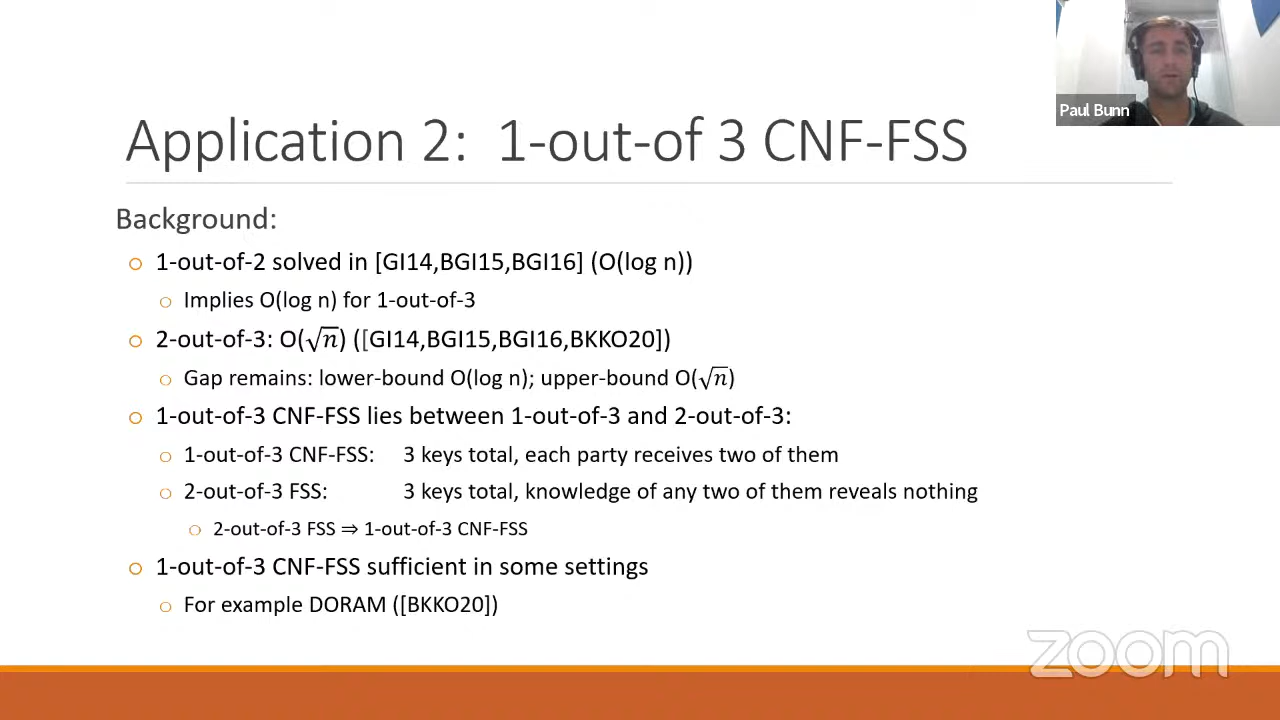 Paul Bunn
Application 2: 1-out-of 3 CNF-FSS
Background:
1-out-of-2 solved in [GI14,BGI15,BGI16] (O(log n))
Implies O(log n) for 1-out-of-3
2-out-of-3: O(√n) ([GI14,BGI15,BGI16,BKKO20])
Gap remains: lower-bound O(log n); upper-bound O(√n)
1-out-of-3 CNF-FSS lies between 1-out-of-3 and 2-out-of-3:
1-out-of-3 CNF-FSS: 3 keys total, each party receives two of them
2-out-of-3 FSS: 3 keys total, knowledge of any two of them reveals nothing
2-out-of-3 FSS ⇒ 1-out-of-3 CNF-FSS
1-out-of-3 CNF-FSS sufficient in some settings
For example DORAM ([BKKO20])
zoom